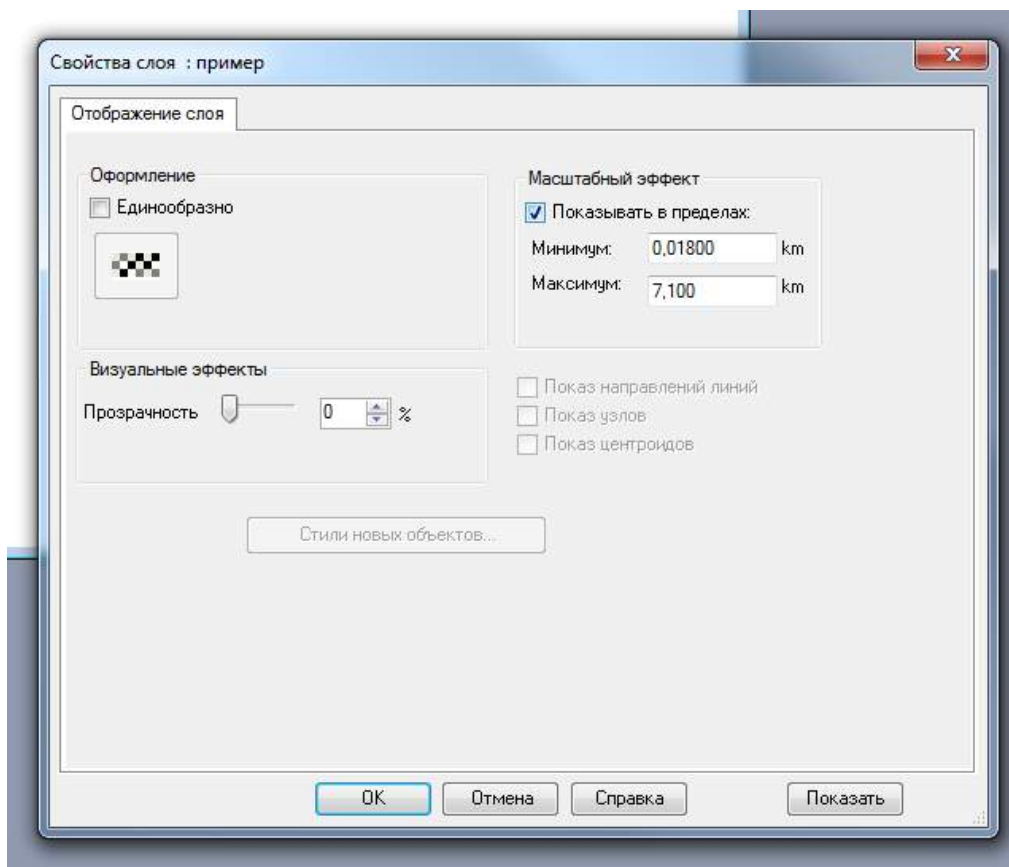 Свойства слоя : пример
Отображение слоя
Оформление
Единообразно
Масштабный эффект
Показывать в пределах:
Минимум: 0,01800 km
Максимум: 7,100 km
Визуальные эффекты
Прозрачность 0 %
Показ направлений линий
Показ узлов
Показ центроидов
Стили новых объектов...
OK Отмена Справка Показать